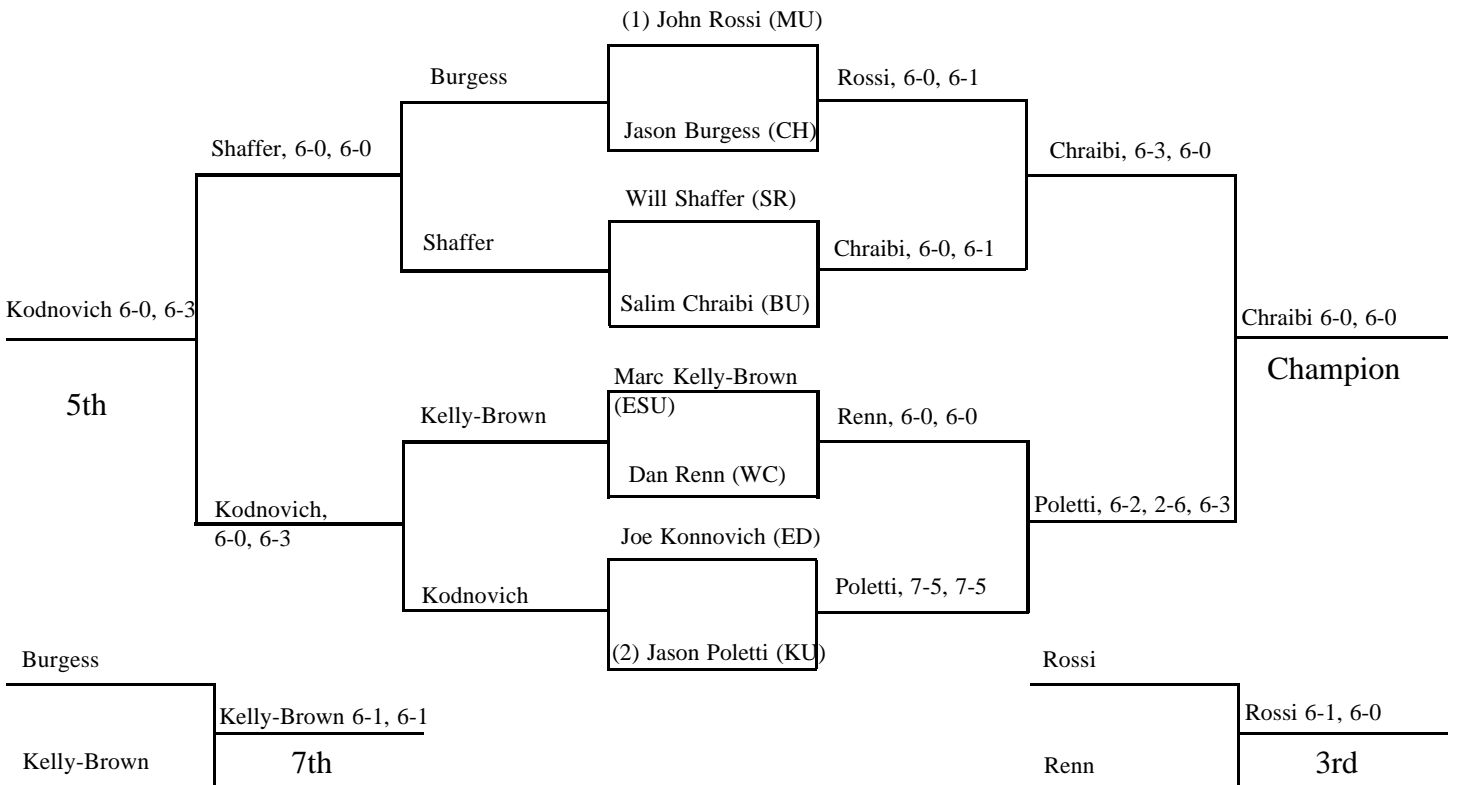 (1) John Rossi (MU)
Burgess
Rossi, 6-0, 6-1
Jason Burgess (CH)
Shaffer, 6-0, 6-0
Chraibi, 6-3, 6-0
Will Shaffer (SR)
Shaffer
Chraibi, 6-0, 6-1
Salim Chraibi (BU)
Kodnovich 6-0, 6-3
Chraibi 6-0, 6-0
Champion
5th
Marc Kelly-Brown
(ESU)
Kelly-Brown
Renn, 6-0, 6-0
Dan Renn (WC)
Kodnovich,
6-0, 6-3
Poletti, 6-2, 2-6, 6-3
Joe Konnovich (ED)
Kodnovich
Poletti, 7-5, 7-5
(2) Jason Poletti (KU)
Burgess
Kelly-Brown 6-1, 6-1
Kelly-Brown
7th
Rossi
Rossi 6-1, 6-0
Renn
3rd